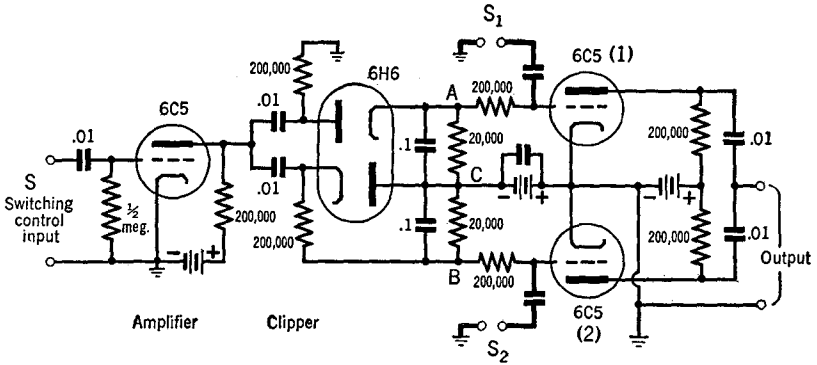 S₁
200,000
6H6
A
200,000
6C5 (1)
6C5
.01
.01
200,000
.01
.1
20,000
C
- +
- +
S
Switching
control
input
½
meg.
200,000
.01
200,000
.1
20,000
200,000
.01
Output
- +
B
200,000
6C5
(2)
Amplifier
Clipper
S₂